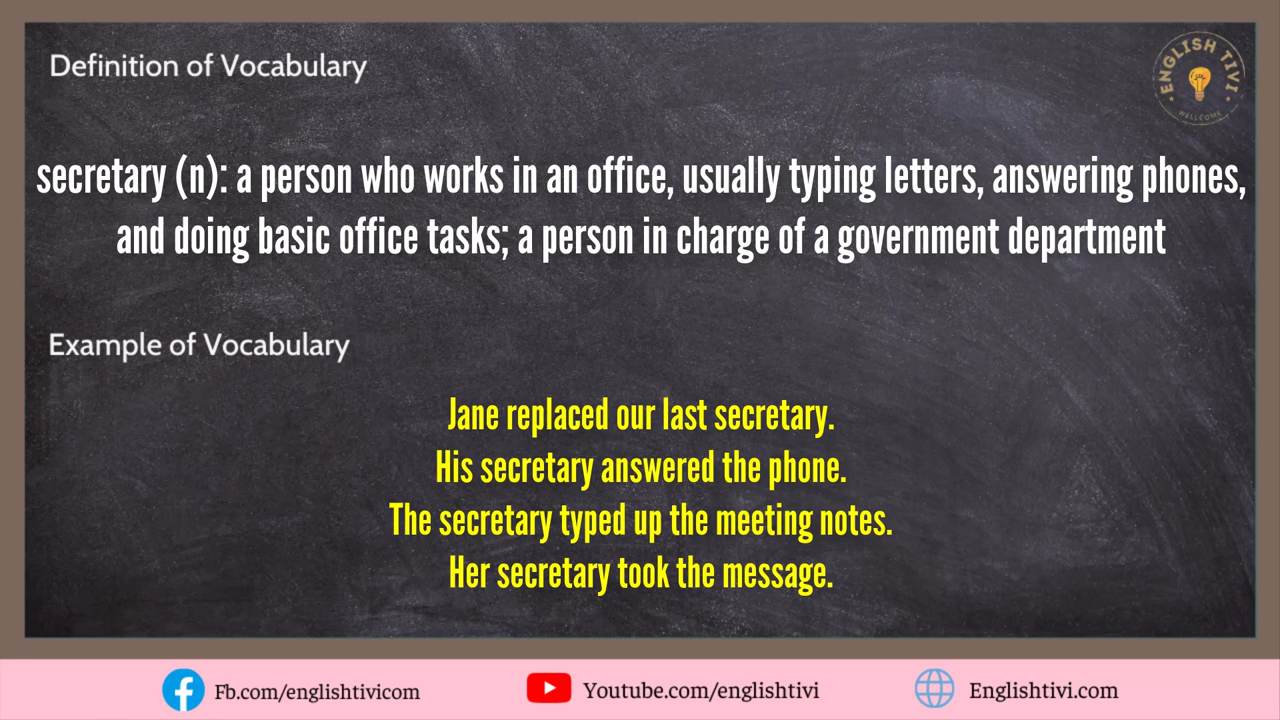 Definition of Vocabulary
ENGLISH TIVI
WELLCOME
secretary (n): a person who works in an office, usually typing letters, answering phones,
and doing basic office tasks; a person in charge of a government department
Example of Vocabulary
Jane replaced our last secretary.
His secretary answered the phone.
The secretary typed up the meeting notes.
Her secretary took the message.
Fb.com/englishtivicom
Youtube.com/englishtivi
Englishtivi.com